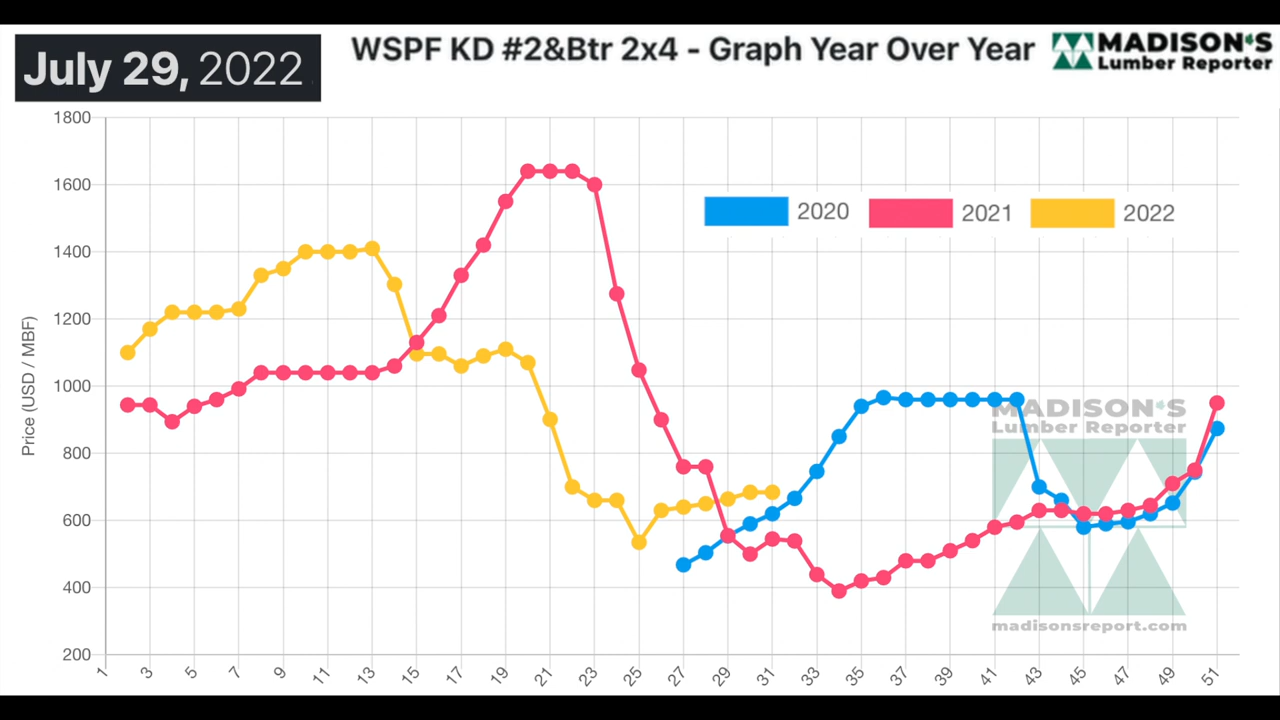 July 29, 2022
WSPF KD #2&Btr 2x4 - Graph Year Over Year
MADISON'S
Lumber Reporter
1800
1600
1400
1200
1000
800
600
400
200
Price (USD / MBF)
2020
2021
2022
MADISON'S
Lumber Reporter
madisonsreport.com
1 3 5 7 9 11 13 15 17 19 21 23 25 27 29 31 33 35 37 39 41 43 45 47 49 51